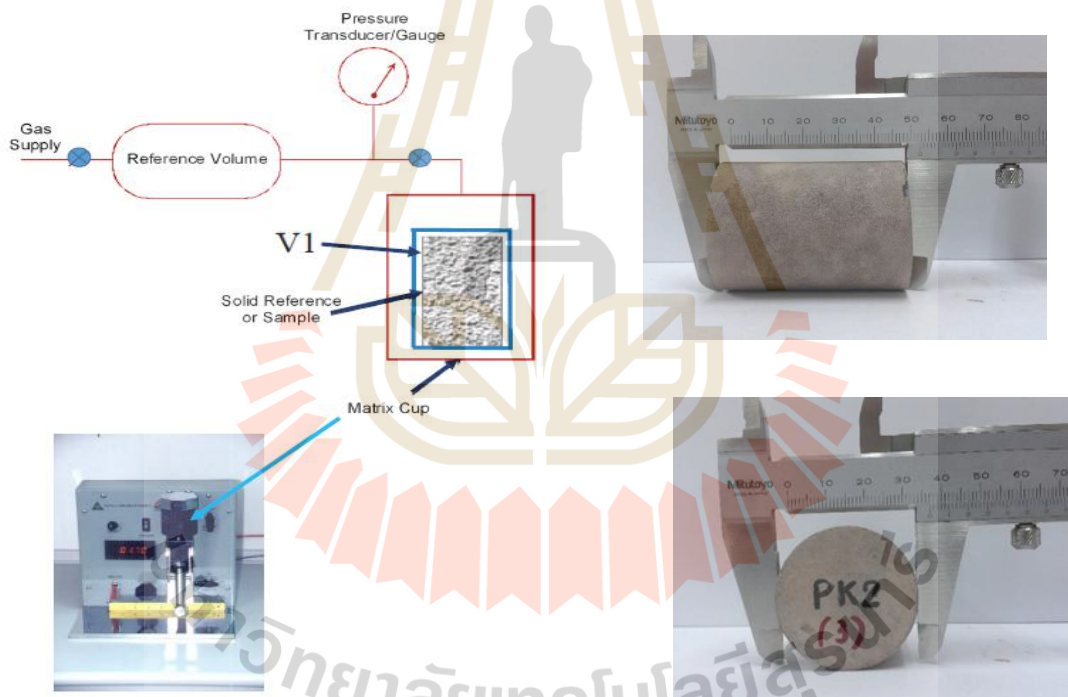 Pressure
Transducer/Gauge
Gas
Supply
Reference Volume
V1
Solid Reference
or Sample
Matrix Cup
Mitutoyo 0 10 20 30 40 50 60 70 80
Mitutoyo 0 10 20 30 40 50 60 70
PK2
(3)